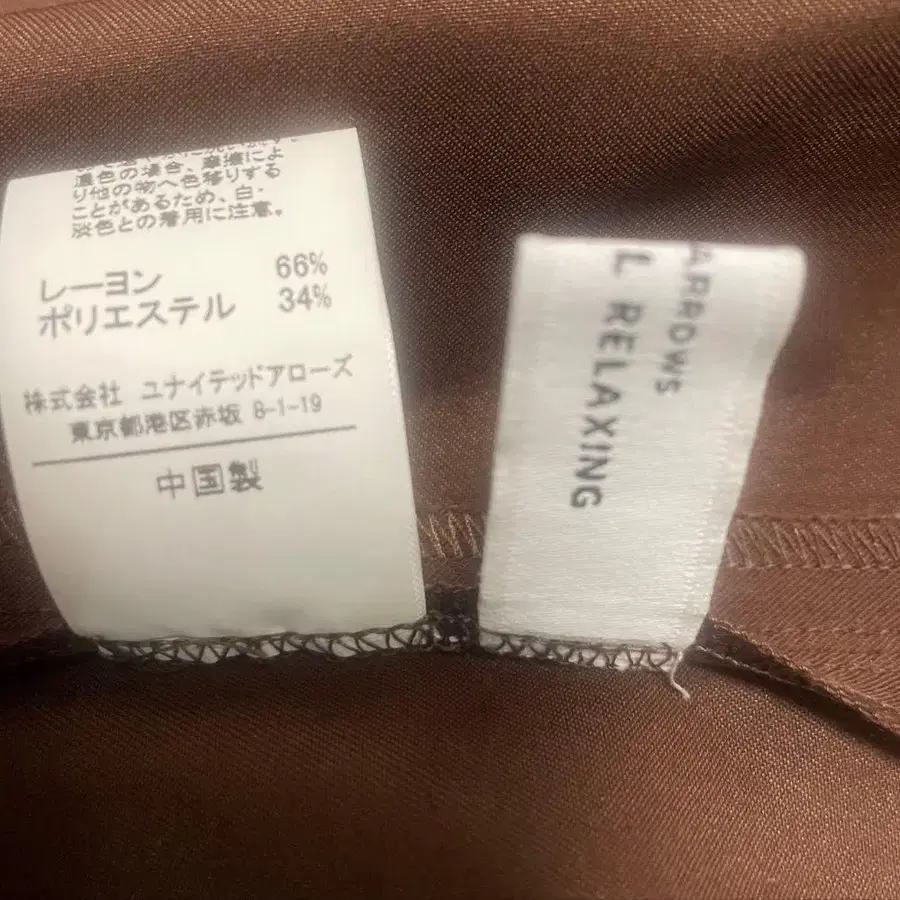 濃色の場合、摩擦によ
り他の物へ色移りする
ことがあるため、白・
淡色との着用に注意。
レーヨン 66%
ポリエステル 34%
株式会社 ユナイテッドアローズ
東京都港区赤坂 8-1-19
中国製
ARROWS
L RELAXING